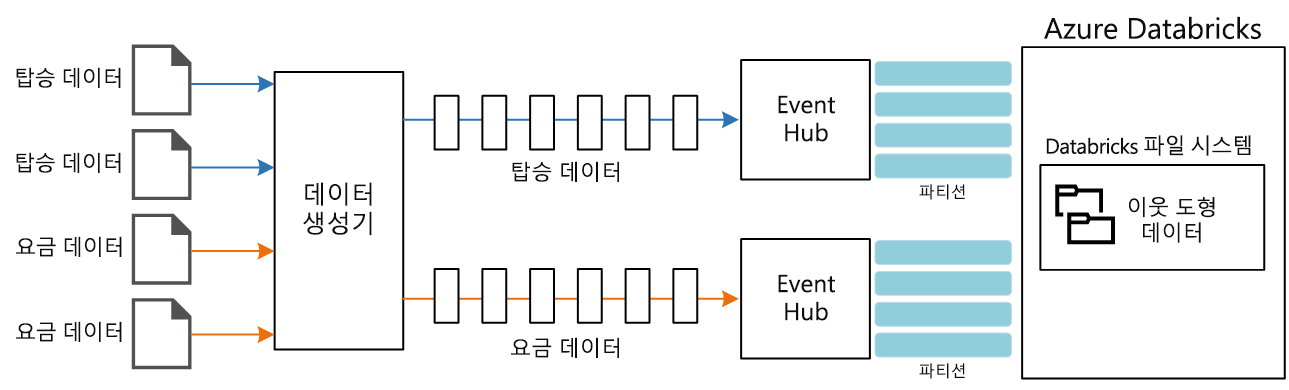 탑승 데이터
탑승 데이터
요금 데이터
요금 데이터
데이터
생성기
탑승 데이터
요금 데이터
Event
Hub
파티션
Event
Hub
파티션
Azure Databricks
Databricks 파일 시스템
이웃 도형
데이터